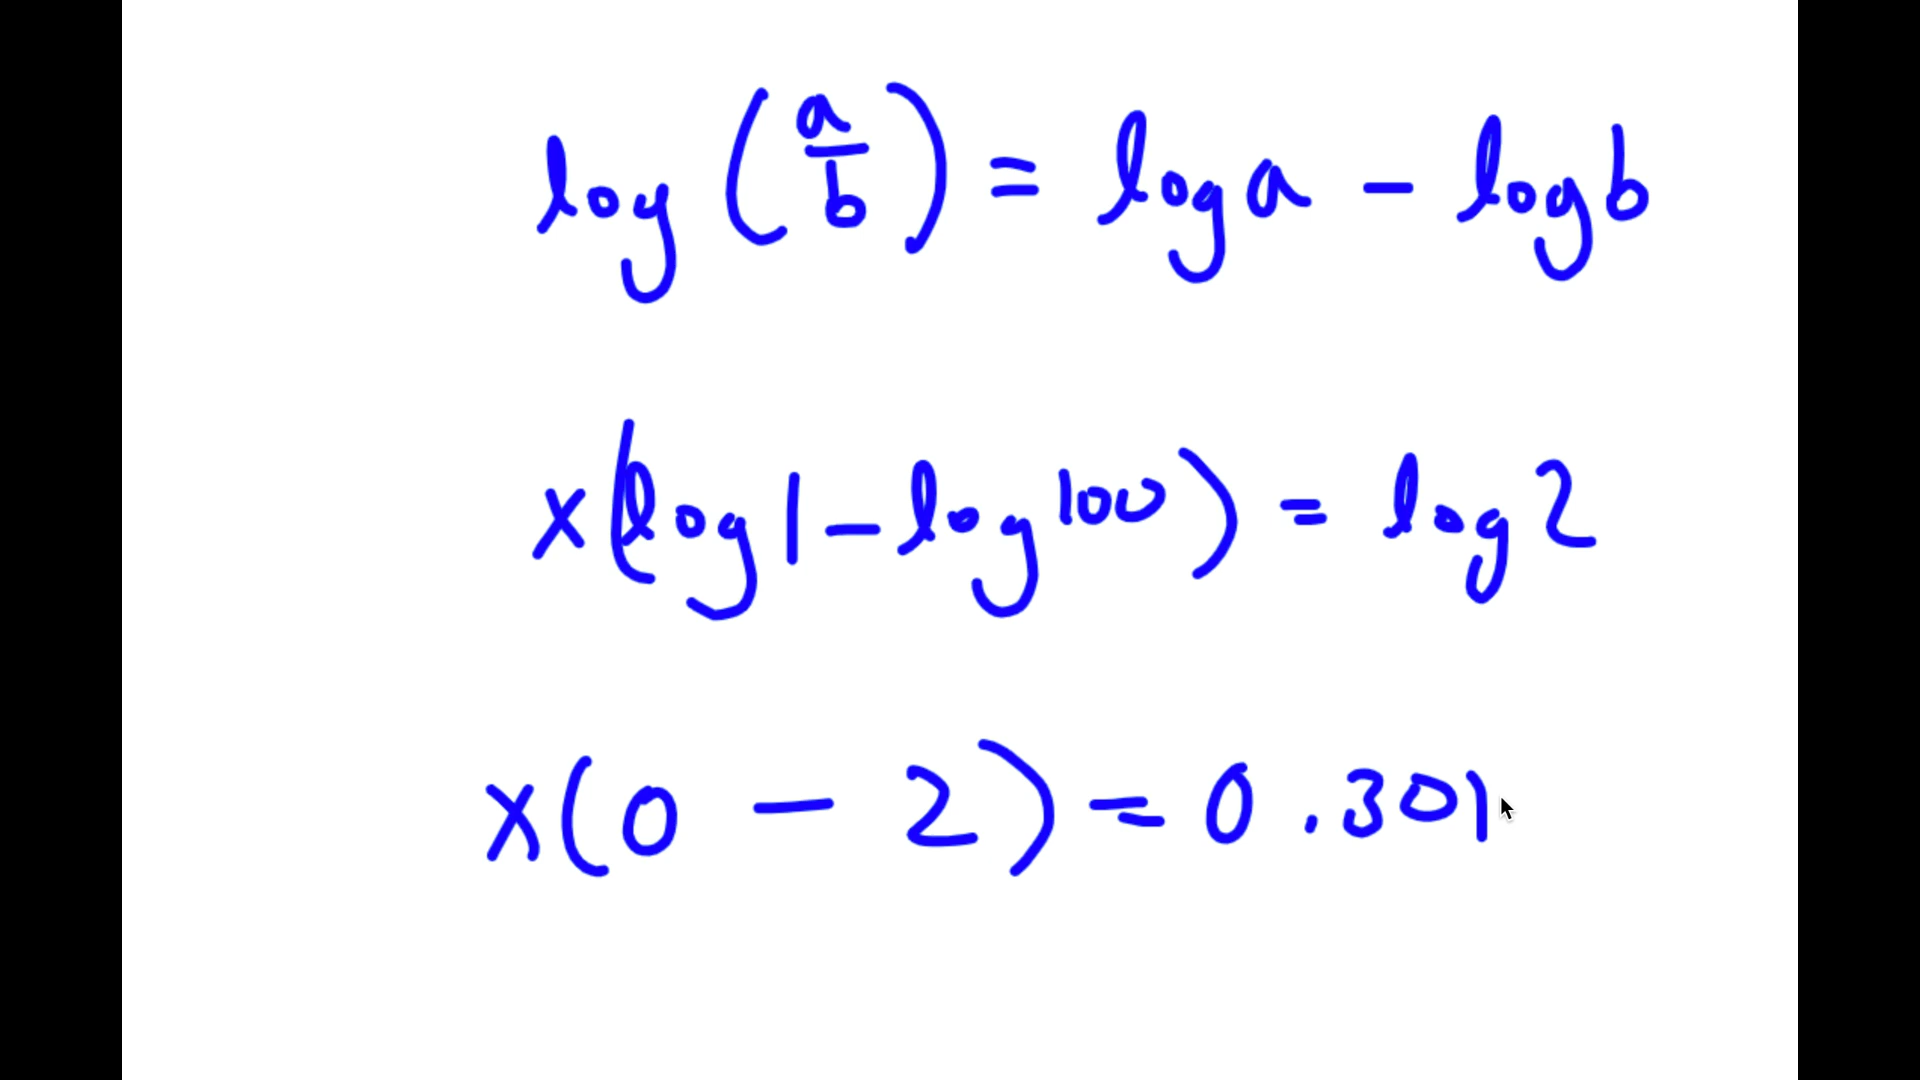 log (a/b) = log a - log b
x(log 1 - log 100) = log 2
x(0 - 2) = 0.301